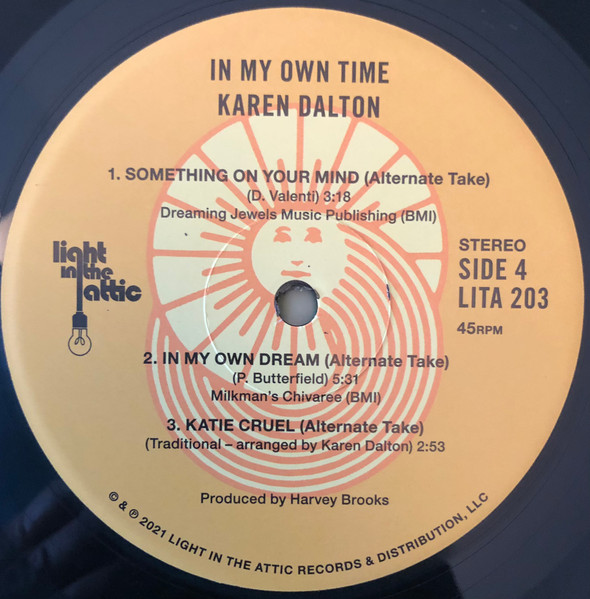 IN MY OWN TIME
KAREN DALTON
1. SOMETHING ON YOUR MIND (Alternate Take)
(D. Valenti) 3:18
Dreaming Jewels Music Publishing (BMI)
light
in the
attic
STEREO
SIDE 4
LITA 203
45RPM
2. IN MY OWN DREAM (Alternate Take)
(P. Butterfield) 5:31
Milkman's Chivaree (BMI)
3. KATIE CRUEL (Alternate Take)
(Traditional – arranged by Karen Dalton) 2:53
Produced by Harvey Brooks
© & ℗ 2021 LIGHT IN THE ATTIC RECORDS & DISTRIBUTION, LLC